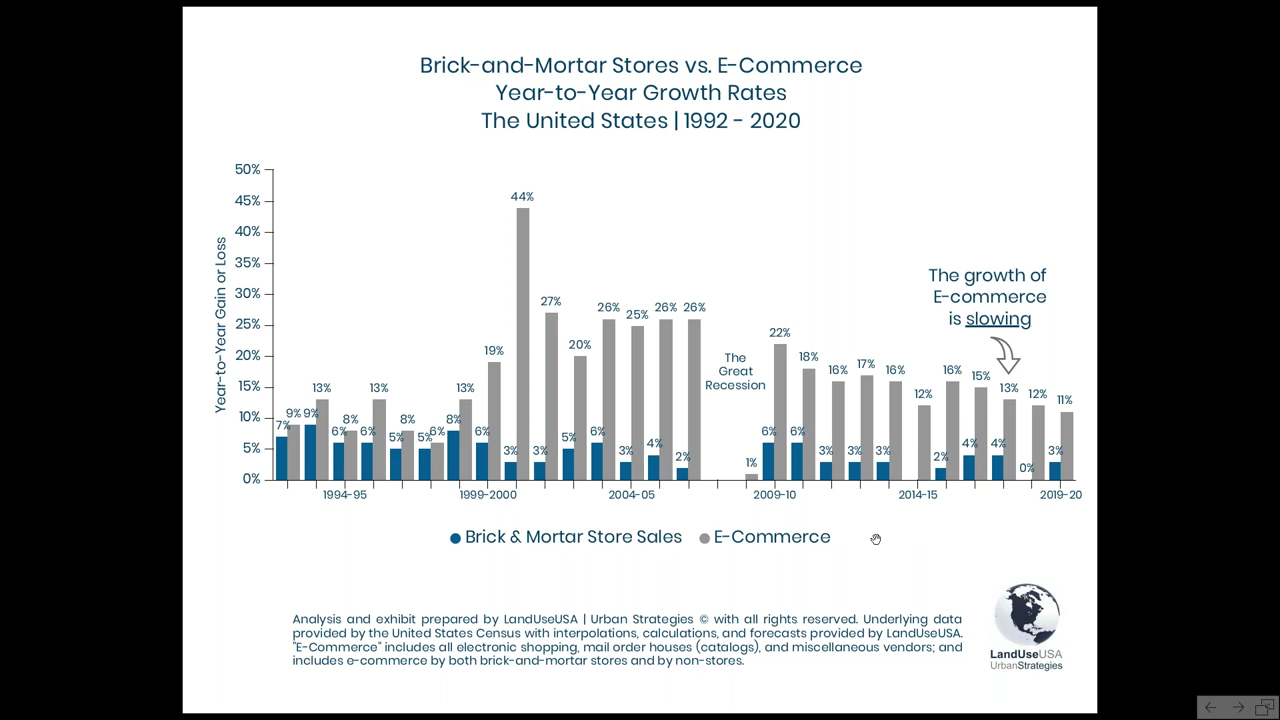 Brick-and-Mortar Stores vs. E-Commerce
Year-to-Year Growth Rates
The United States | 1992 - 2020
Year-to-Year Gain or Loss
50%
45%
40%
35%
30%
25%
20%
15%
10%
5%
0%
7% 9% 9% 13% 6% 8% 6% 13% 5% 8% 5% 6% 8% 13% 6% 19% 3% 44% 3% 27% 5% 20% 6% 26% 3% 25% 4% 26% 2% 26%
The
Great
Recession
1% 6% 22% 6% 18% 3% 16% 3% 17% 3% 16% 12% 2% 16% 4% 15% 4% 13% 0% 12% 3% 11%
The growth of
E-commerce
is slowing
1994-95 1999-2000 2004-05 2009-10 2014-15 2019-20
Brick & Mortar Store Sales E-Commerce
Analysis and exhibit prepared by LandUseUSA | Urban Strategies © with all rights reserved. Underlying data
provided by the United States Census with interpolations, calculations, and forecasts provided by LandUseUSA.
"E-Commerce" includes all electronic shopping, mail order houses (catalogs), and miscellaneous vendors; and
includes e-commerce by both brick-and-mortar stores and by non-stores.
LandUseUSA
UrbanStrategies